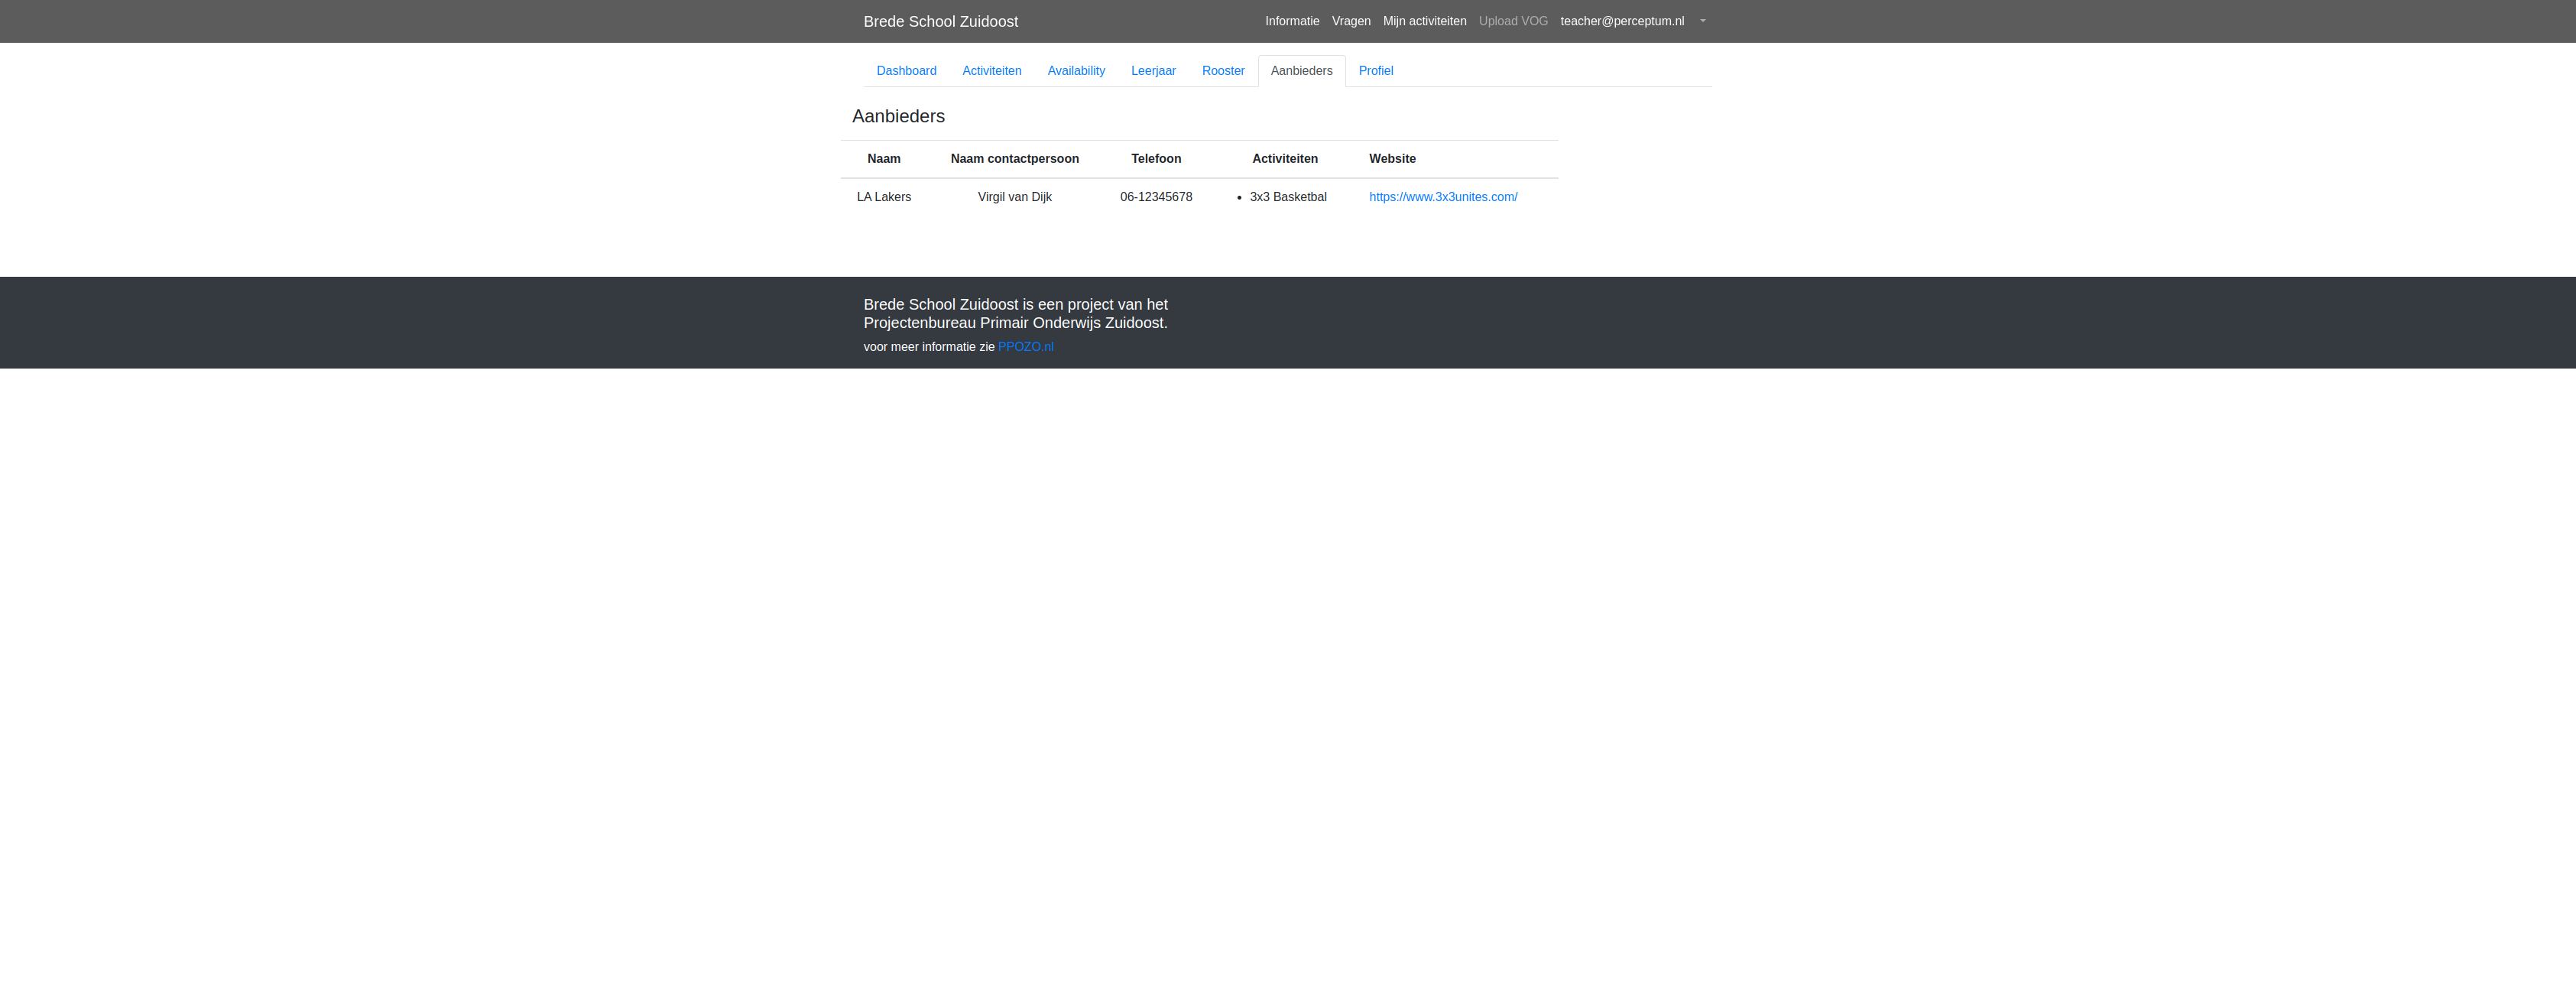 Brede School Zuidoost Informatie Vragen Mijn activiteiten Upload VOG teacher@perceptum.nl
Dashboard Activiteiten Availability Leerjaar Rooster Aanbieders Profiel
Aanbieders
Naam Naam contactpersoon Telefoon Activiteiten Website
LA Lakers Virgil van Dijk 06-12345678 • 3x3 Basketbal https://www.3x3unites.com/
Brede School Zuidoost is een project van het
Projectenbureau Primair Onderwijs Zuidoost.
voor meer informatie zie PPOZO.nl